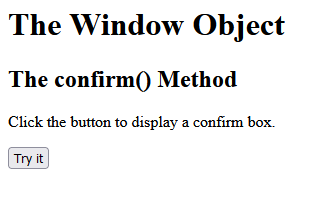 The Window Object
The confirm() Method
Click the button to display a confirm box.
Try it